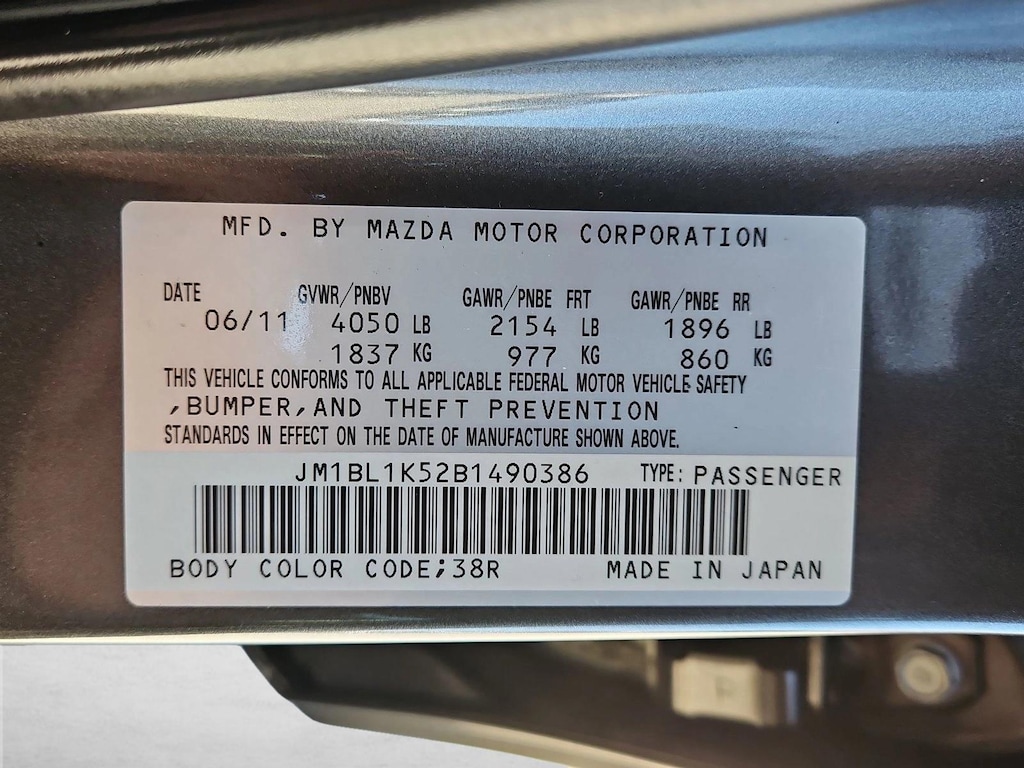 MFD. BY MAZDA MOTOR CORPORATION
DATE GVWR/PNBV GAWR/PNBE FRT GAWR/PNBE RR
06/11 4050 LB 2154 LB 1896 LB
1837 KG 977 KG 860 KG
THIS VEHICLE CONFORMS TO ALL APPLICABLE FEDERAL MOTOR VEHICLE SAFETY
,BUMPER,AND THEFT PREVENTION
STANDARDS IN EFFECT ON THE DATE OF MANUFACTURE SHOWN ABOVE.
JM1BL1K52B1490386 TYPE: PASSENGER
BODY COLOR CODE;38R MADE IN JAPAN